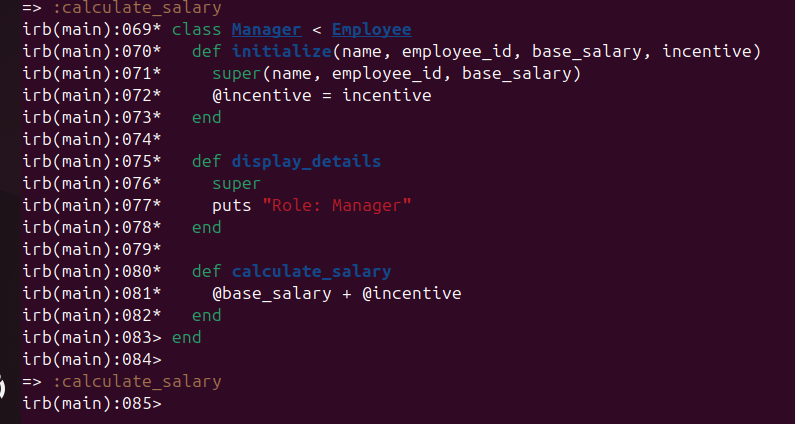 => :calculate_salary
irb(main):069* class Manager < Employee
irb(main):070*   def initialize(name, employee_id, base_salary, incentive)
irb(main):071*     super(name, employee_id, base_salary)
irb(main):072*     @incentive = incentive
irb(main):073*   end
irb(main):074*
irb(main):075*   def display_details
irb(main):076*     super
irb(main):077*     puts "Role: Manager"
irb(main):078*   end
irb(main):079*
irb(main):080*   def calculate_salary
irb(main):081*     @base_salary + @incentive
irb(main):082*   end
irb(main):083> end
irb(main):084>
=> :calculate_salary
irb(main):085>